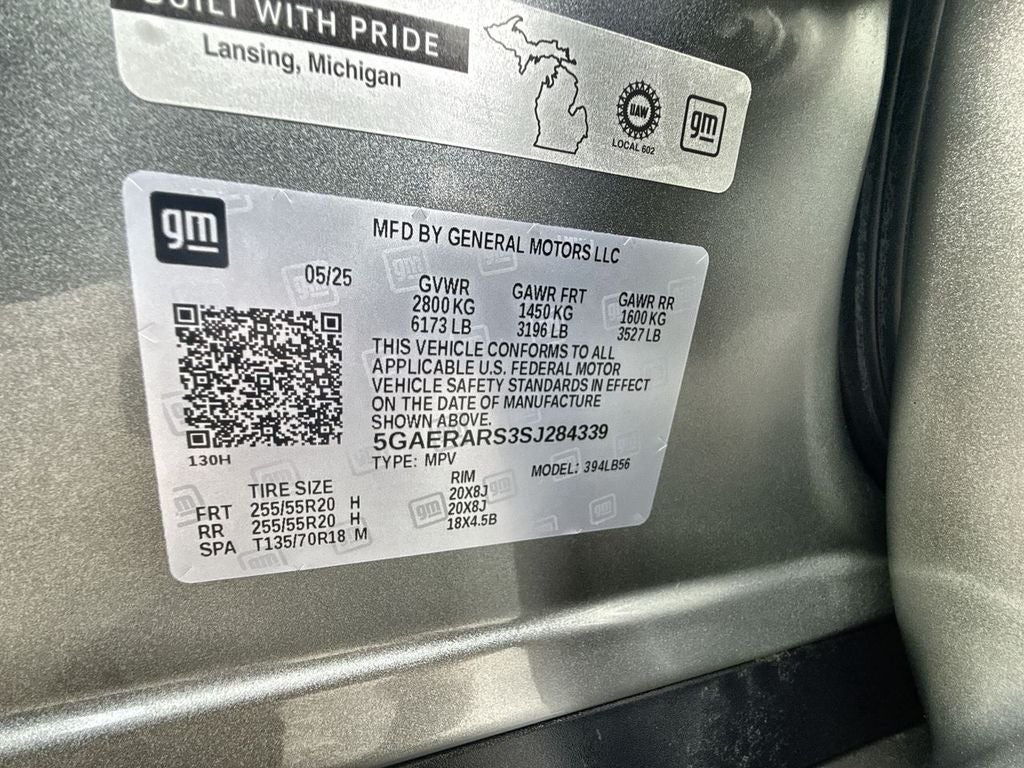 BUILT WITH PRIDE
Lansing, Michigan
UAW
LOCAL 602
gm
gm
MFD BY GENERAL MOTORS LLC
05/25
GVWR GAWR FRT GAWR RR
2800 KG 1450 KG 1600 KG
6173 LB 3196 LB 3527 LB
THIS VEHICLE CONFORMS TO ALL
APPLICABLE U.S. FEDERAL MOTOR
VEHICLE SAFETY STANDARDS IN EFFECT
ON THE DATE OF MANUFACTURE
SHOWN ABOVE.
5GAERARS3SJ284339
130H
TYPE: MPV MODEL: 394LB56
TIRE SIZE RIM
FRT 255/55R20 H 20X8J
RR 255/55R20 H 20X8J
SPA T135/70R18 M 18X4.5B